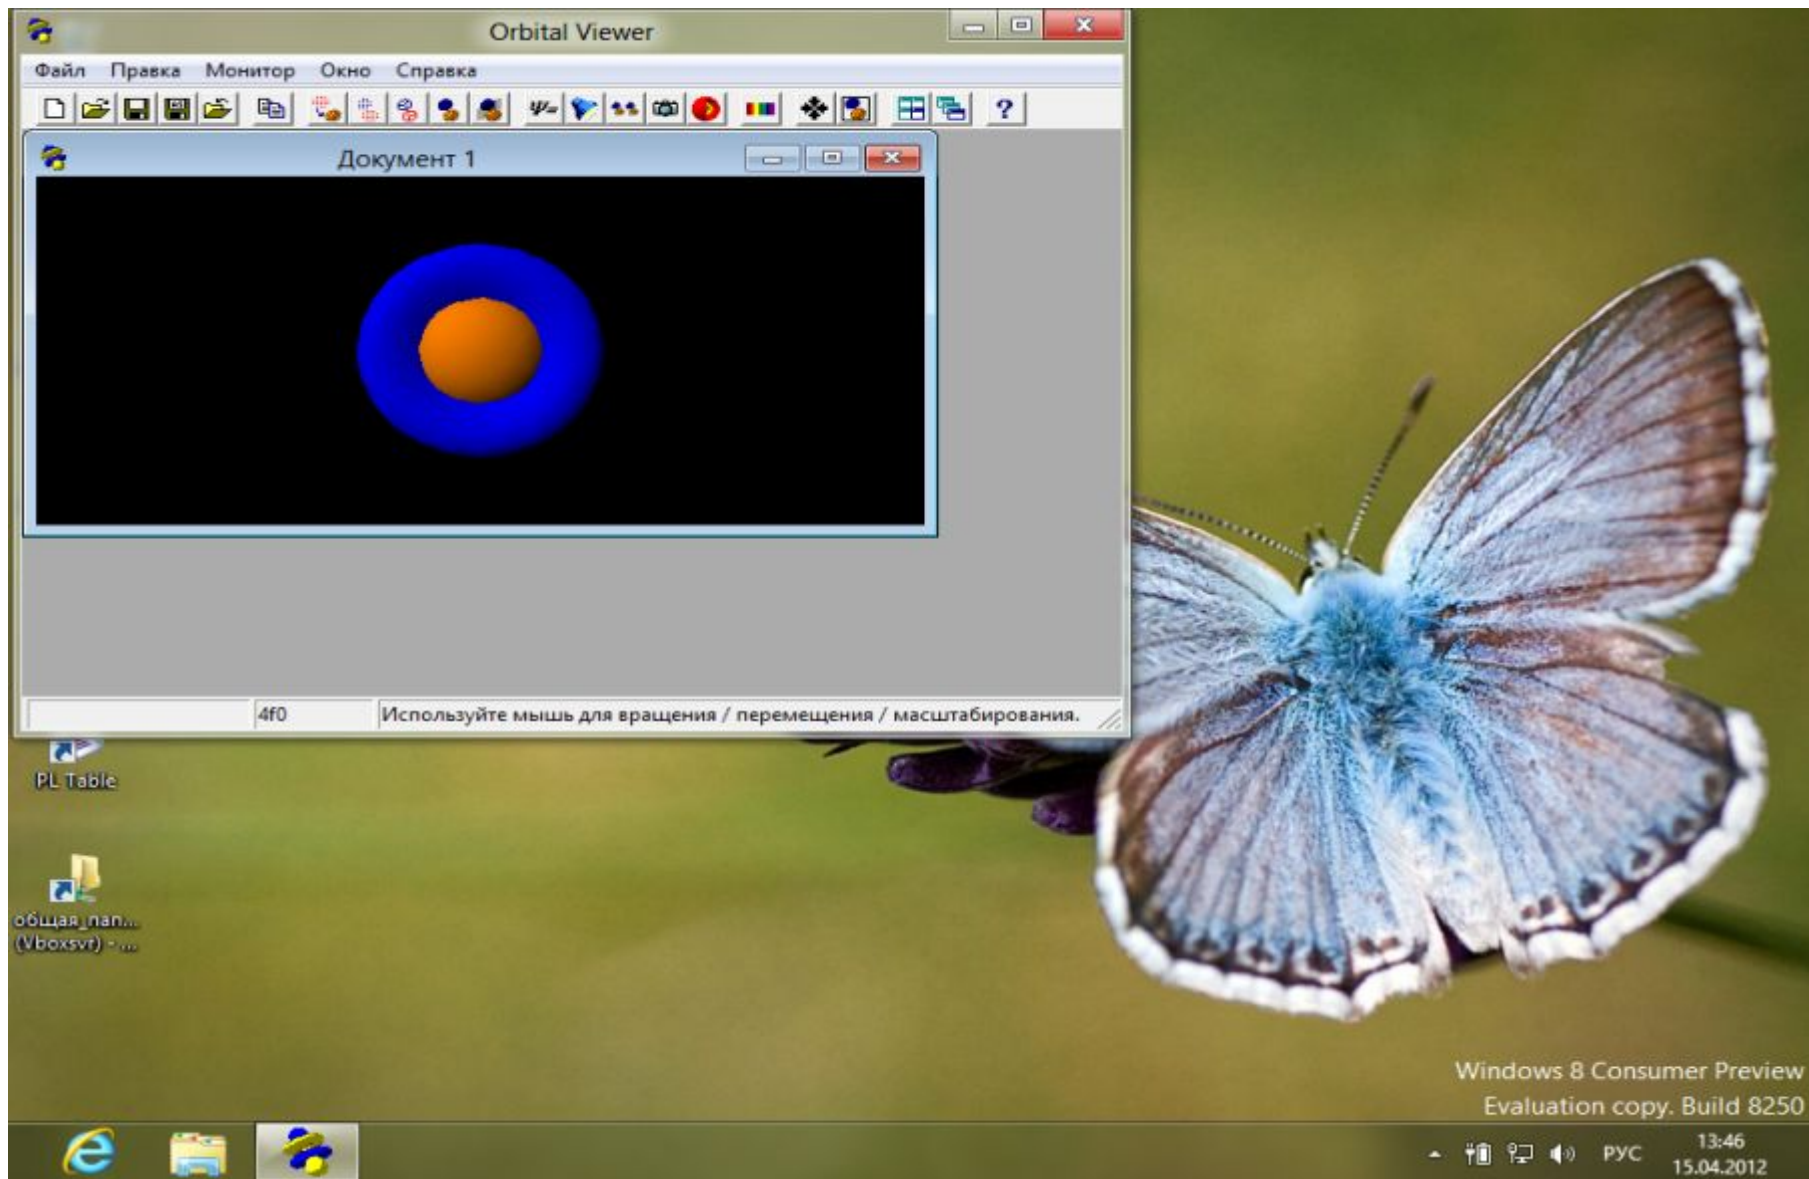 Orbital Viewer
Файл Правка Монитор Окно Справка
Ψ= ?
Документ 1
4f0 Используйте мышь для вращения / перемещения / масштабирования.
PL Table
общая_пап...
(Vboxsvr) - ...
Windows 8 Consumer Preview
Evaluation copy. Build 8250
РУС 13:46
15.04.2012